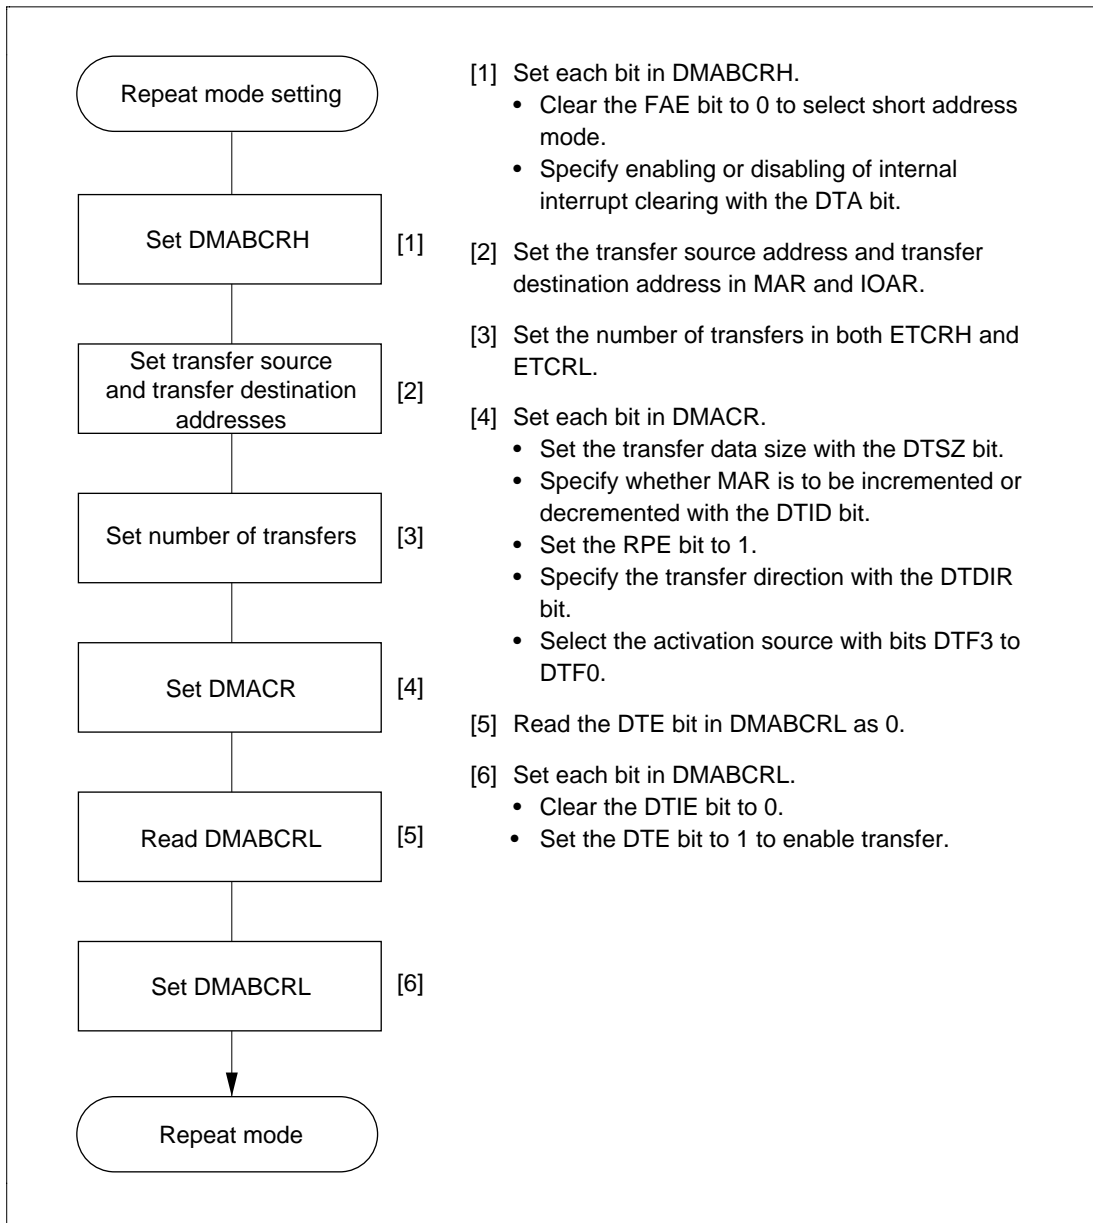 Repeat mode setting
Set DMABCRH
[1]
Set transfer source
and transfer destination
addresses
[2]
Set number of transfers
[3]
Set DMACR
[4]
Read DMABCRL
[5]
Set DMABCRL
[6]
Repeat mode
[1] Set each bit in DMABCRH.
• Clear the FAE bit to 0 to select short address
mode.
• Specify enabling or disabling of internal
interrupt clearing with the DTA bit.
[2] Set the transfer source address and transfer
destination address in MAR and IOAR.
[3] Set the number of transfers in both ETCRH and
ETCRL.
[4] Set each bit in DMACR.
• Set the transfer data size with the DTSZ bit.
• Specify whether MAR is to be incremented or
decremented with the DTID bit.
• Set the RPE bit to 1.
• Specify the transfer direction with the DTDIR
bit.
• Select the activation source with bits DTF3 to
DTF0.
[5] Read the DTE bit in DMABCRL as 0.
[6] Set each bit in DMABCRL.
• Clear the DTIE bit to 0.
• Set the DTE bit to 1 to enable transfer.